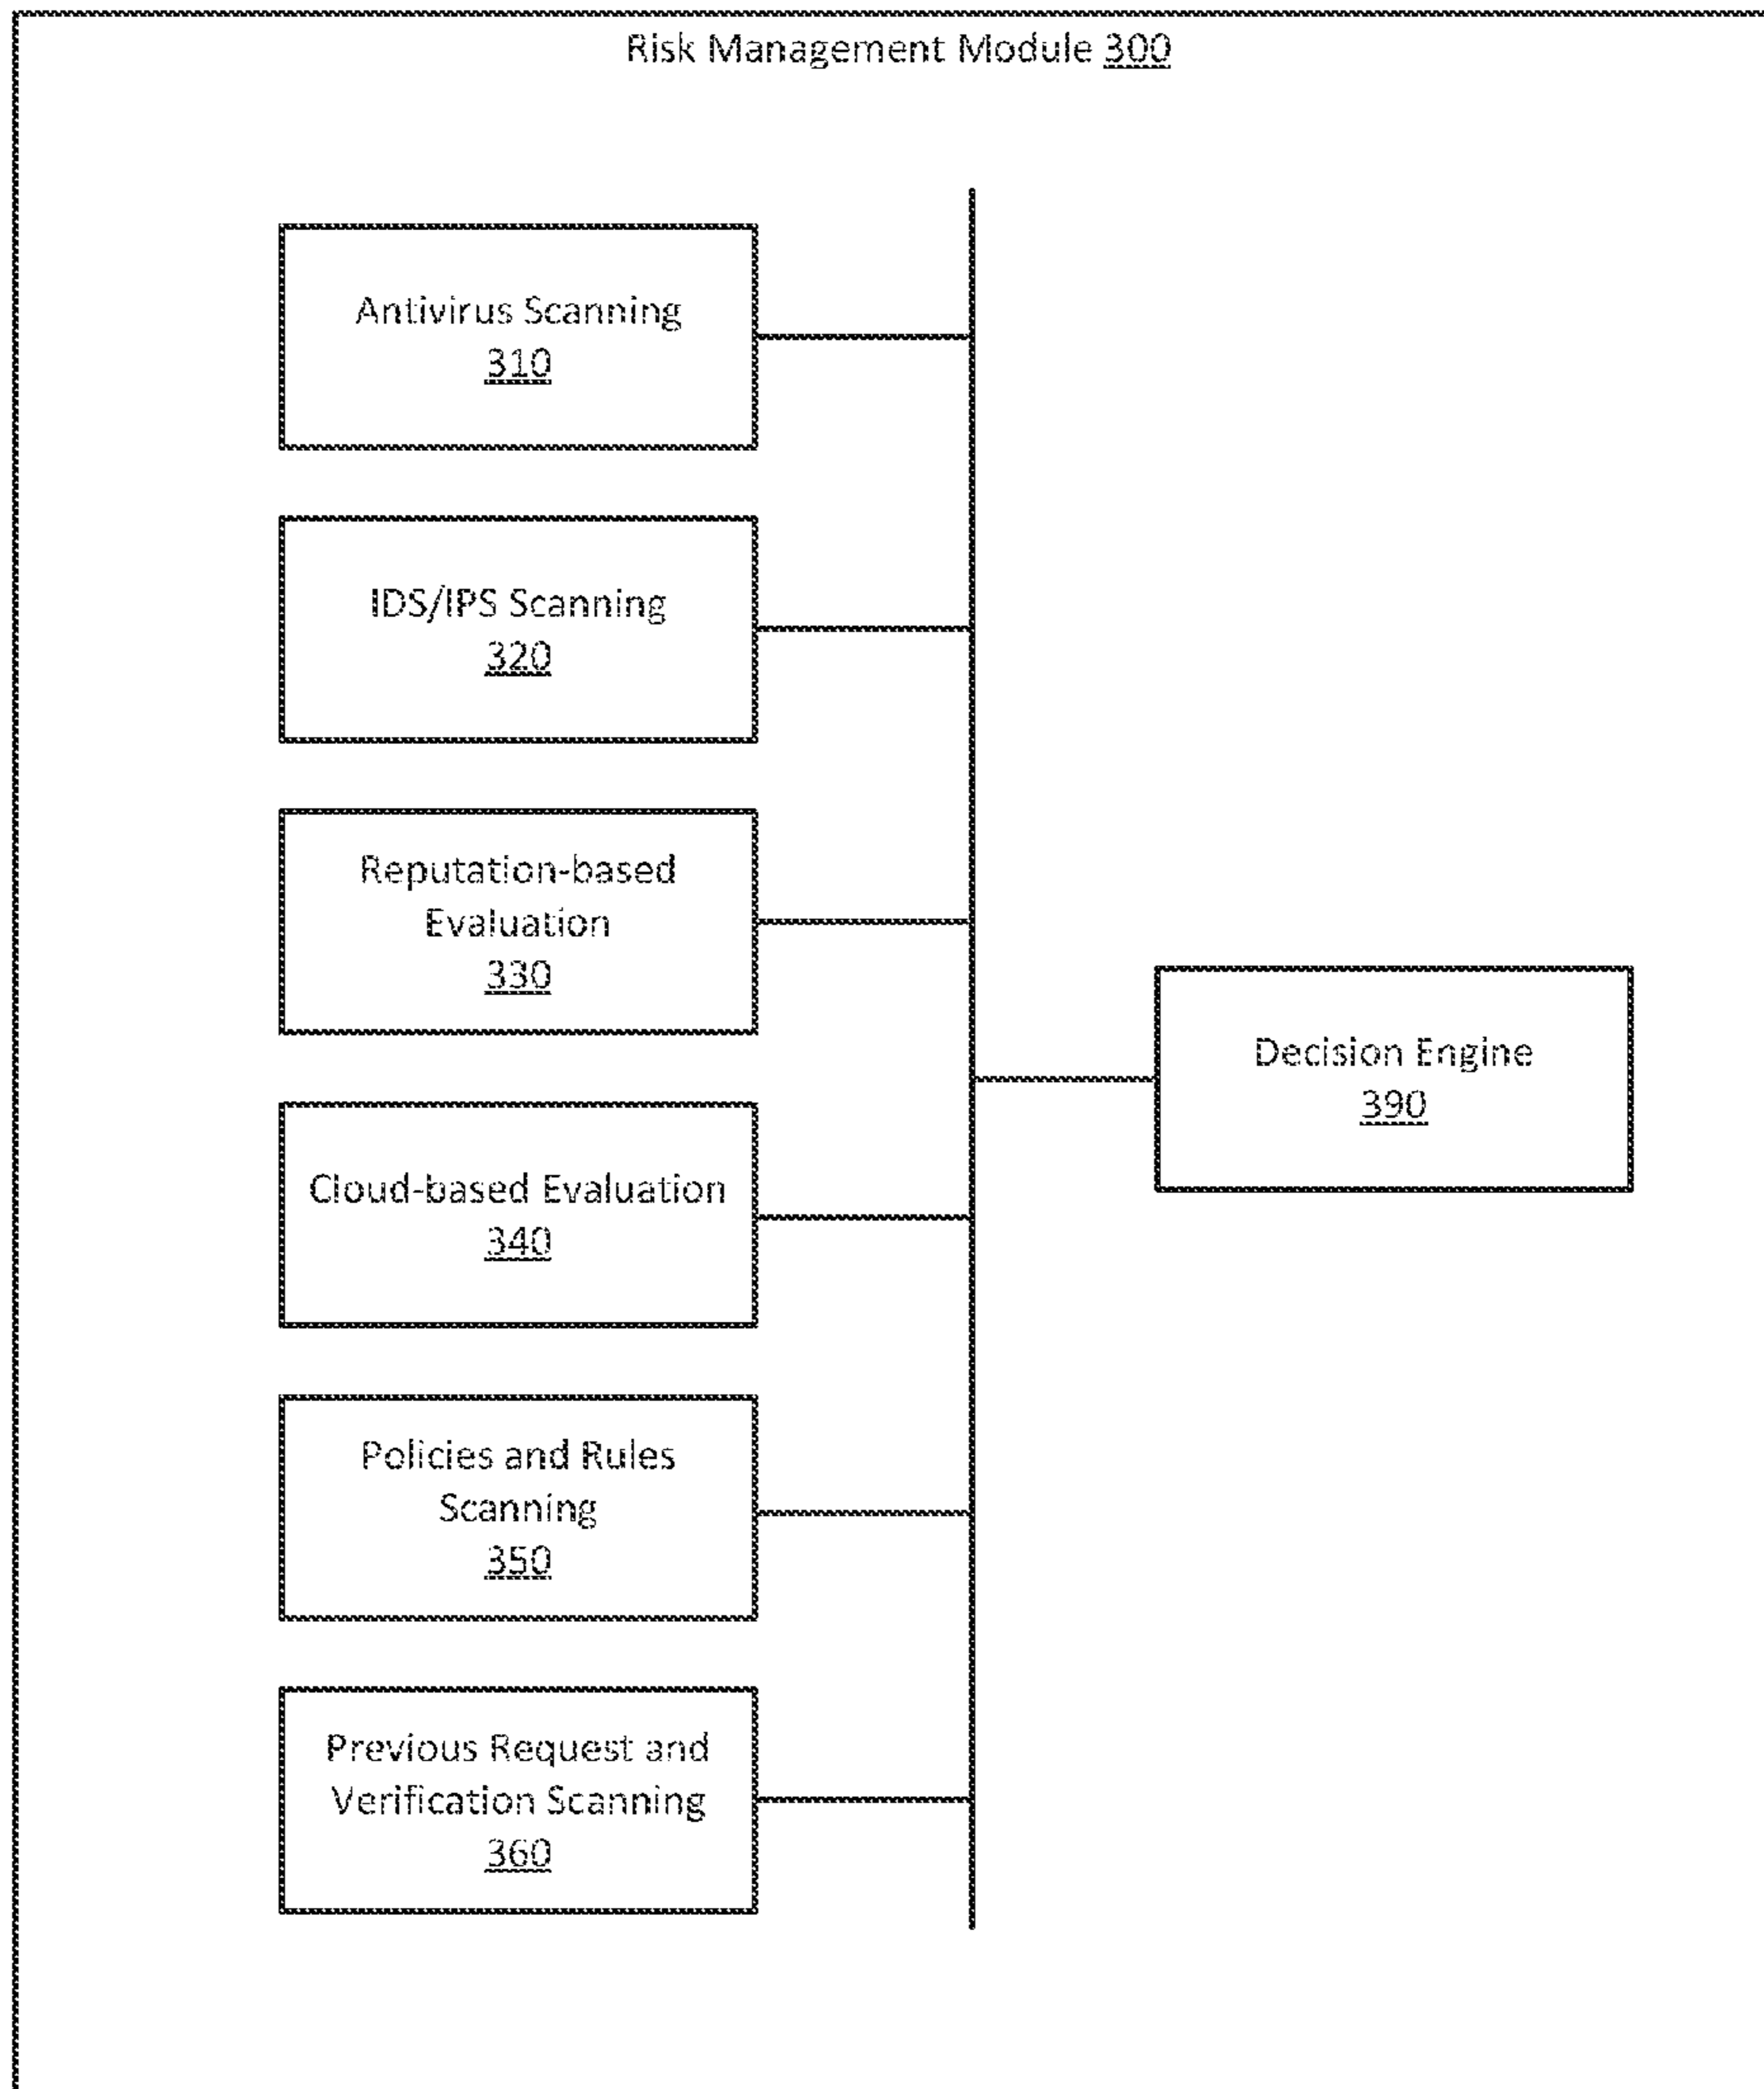 Risk Management Module 300
Antivirus Scanning
310
IDS/IPS Scanning
320
Reputation-based
Evaluation
330
Cloud-based Evaluation
340
Policies and Rules
Scanning
350
Previous Request and
Verification Scanning
360
Decision Engine
390